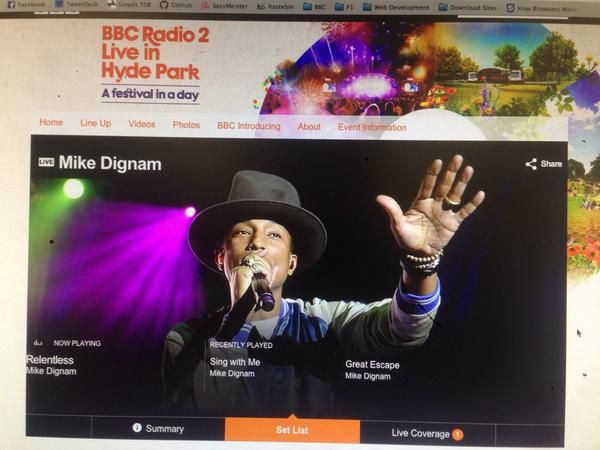 Facebook TweetDeck Lloyds TSB GitHub SassMeister hastebin BBC F1 Web Development Download Sites How Browsers Work:
BBC Radio 2
Live in
Hyde Park
A festival in a day
Home Line Up Videos Photos BBC Introducing About Event Information
LIVE Mike Dignam
Share
NOW PLAYING
Relentless
Mike Dignam
RECENTLY PLAYED
Sing with Me
Mike Dignam
Great Escape
Mike Dignam
Summary
Set List
Live Coverage 1